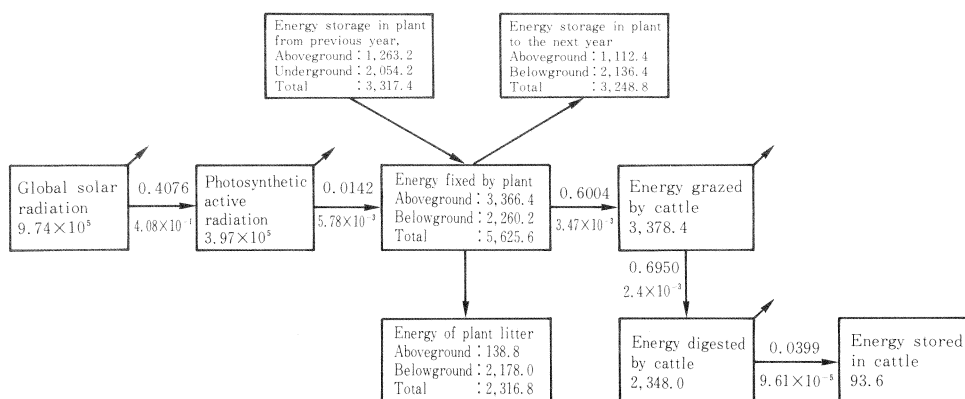 Energy storage in plant
from previous year,
Aboveground : 1,263.2
Underground : 2,054.2
Total : 3,317.4
Energy storage in plant
to the next year
Aboveground : 1,112.4
Belowground : 2,136.4
Total : 3,248.8
Global solar
radiation
9.74×10⁵
0.4076
4.08×10⁻¹
Photosynthetic
active
radiation
3.97×10⁵
0.0142
5.78×10⁻³
Energy fixed by plant
Aboveground : 3,366.4
Belowground : 2,260.2
Total : 5,625.6
0.6004
3.47×10⁻³
Energy grazed
by cattle
3,378.4
0.6950
2.4×10⁻³
Energy of plant litter
Aboveground : 138.8
Belowground : 2,178.0
Total : 2,316.8
Energy digested
by cattle
2,348.0
0.0399
9.61×10⁻⁵
Energy stored
in cattle
93.6